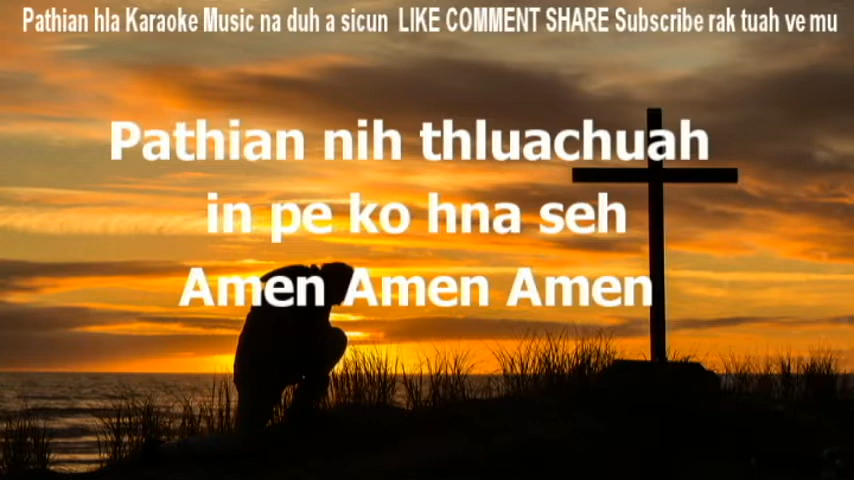 Pathian hla Karaoke Music na duh a sicun LIKE COMMENT SHARE Subscribe rak tuah ve mu
Pathian nih thluachuah
in pe ko hna seh
Amen Amen Amen